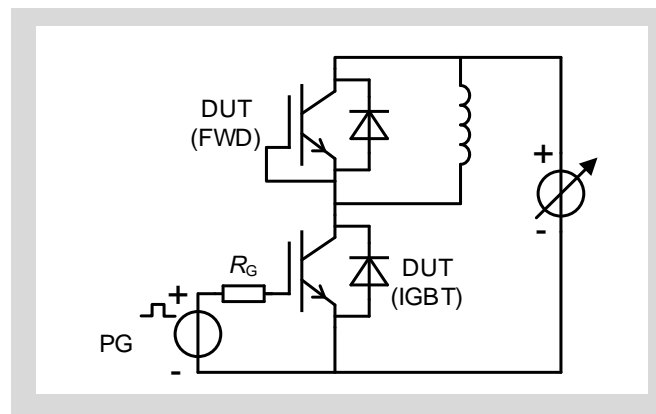 DUT
(FWD)
+
-
RG
DUT
(IGBT)
+
PG
-